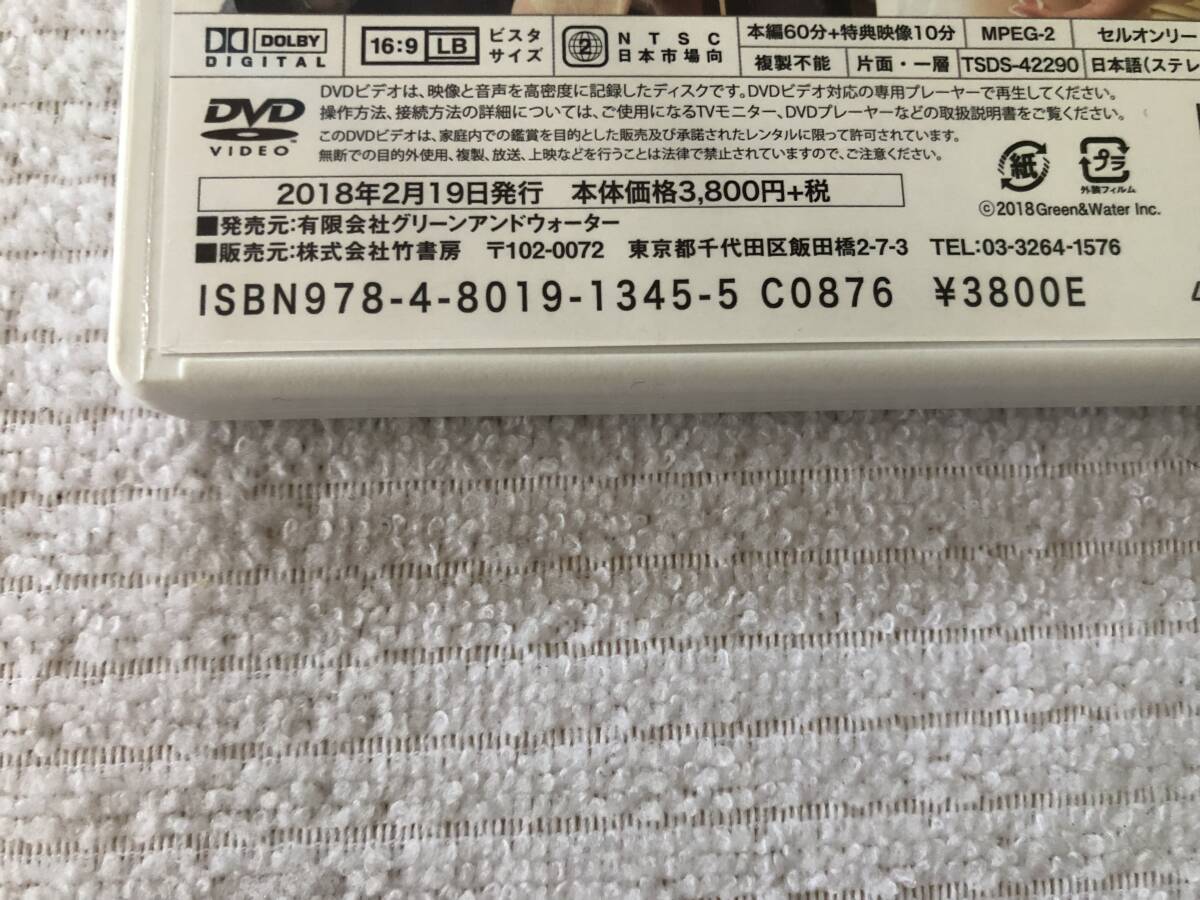 DOLBY DIGITAL 16:9 LB ビスタサイズ 2 NTSC 日本市場向 本編60分+特典映像10分 MPEG-2 セルオンリー
複製不能 片面・一層 TSDS-42290 日本語(ステレ
DVD VIDEO
DVDビデオは、映像と音声を高密度に記録したディスクです。DVDビデオ対応の専用プレーヤーで再生してください。
操作方法、接続方法の詳細については、ご使用になるTVモニター、DVDプレーヤーなどの取扱説明書をご覧ください。
このDVDビデオは、家庭内での鑑賞を目的とした販売及び承諾されたレンタルに限って許可されています。
無断での目的外使用、複製、放送、上映などを行うことは法律で禁止されていますので、ご注意ください。
紙 プラ
外装フィルム
2018年2月19日発行 本体価格3,800円+税
©2018Green&Water Inc.
■発売元:有限会社グリーンアンドウォーター
■販売元:株式会社竹書房 〒102-0072 東京都千代田区飯田橋2-7-3 TEL:03-3264-1576
ISBN978-4-8019-1345-5 C0876 ¥3800E